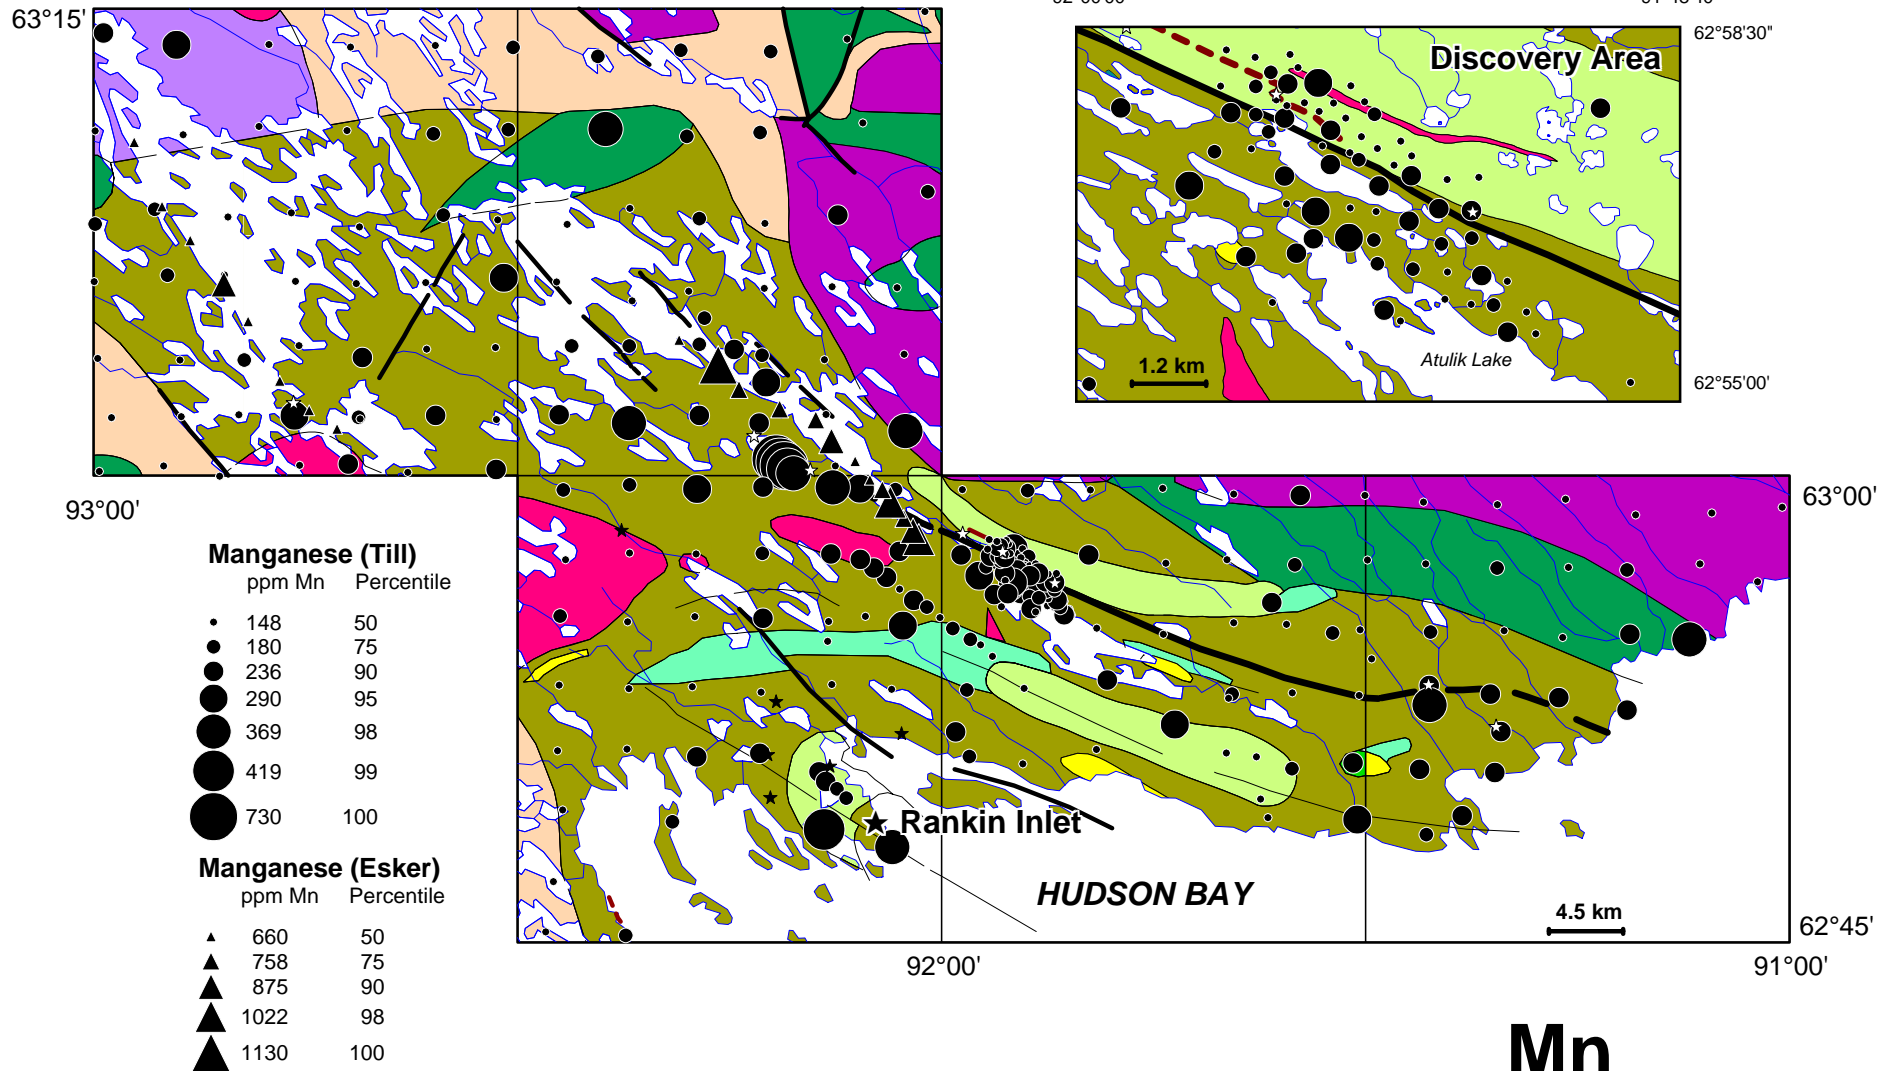 63°15'
62°58'30"
Discovery Area
1.2 km
Atulik Lake
62°55'00'
93°00'
63°00'
Manganese (Till)
ppm Mn Percentile
148 50
180 75
236 90
290 95
369 98
419 99
730 100
Manganese (Esker)
ppm Mn Percentile
660 50
758 75
875 90
1022 98
1130 100
Rankin Inlet
HUDSON BAY
4.5 km
62°45'
92°00'
91°00'
Mn